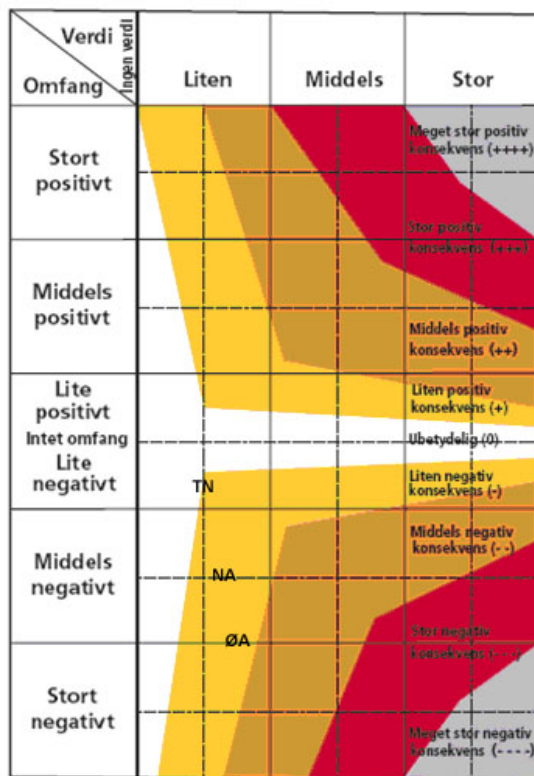 Verdi
Ingen verdi
Omfang
Liten
Middels
Stor
Stort
positivt
Meget stor positiv
konsekvens (++++)
Stor positiv
konsekvens (+++)
Middels
positivt
Middels positiv
konsekvens (++)
Lite
positivt
Liten positiv
konsekvens (+)
Intet omfang
Ubetydelig (0)
Lite
negativt
TN
Liten negativ
konsekvens (-)
Middels
negativt
Middels negativ
konsekvens (- -)
NA
ØA
Stor negativ
konsekvens (- - -)
Stort
negativt
Meget stor negativ
konsekvens (- - - -)